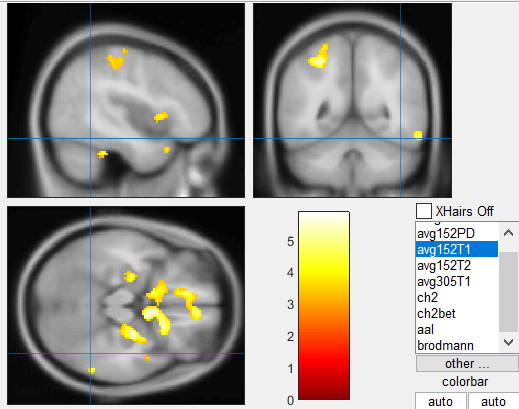 XHairs Off
avg152PD
avg152T1
avg152T2
avg305T1
ch2
ch2bet
aal
brodmann
other ...
colorbar
auto auto
5
4
3
2
1
0